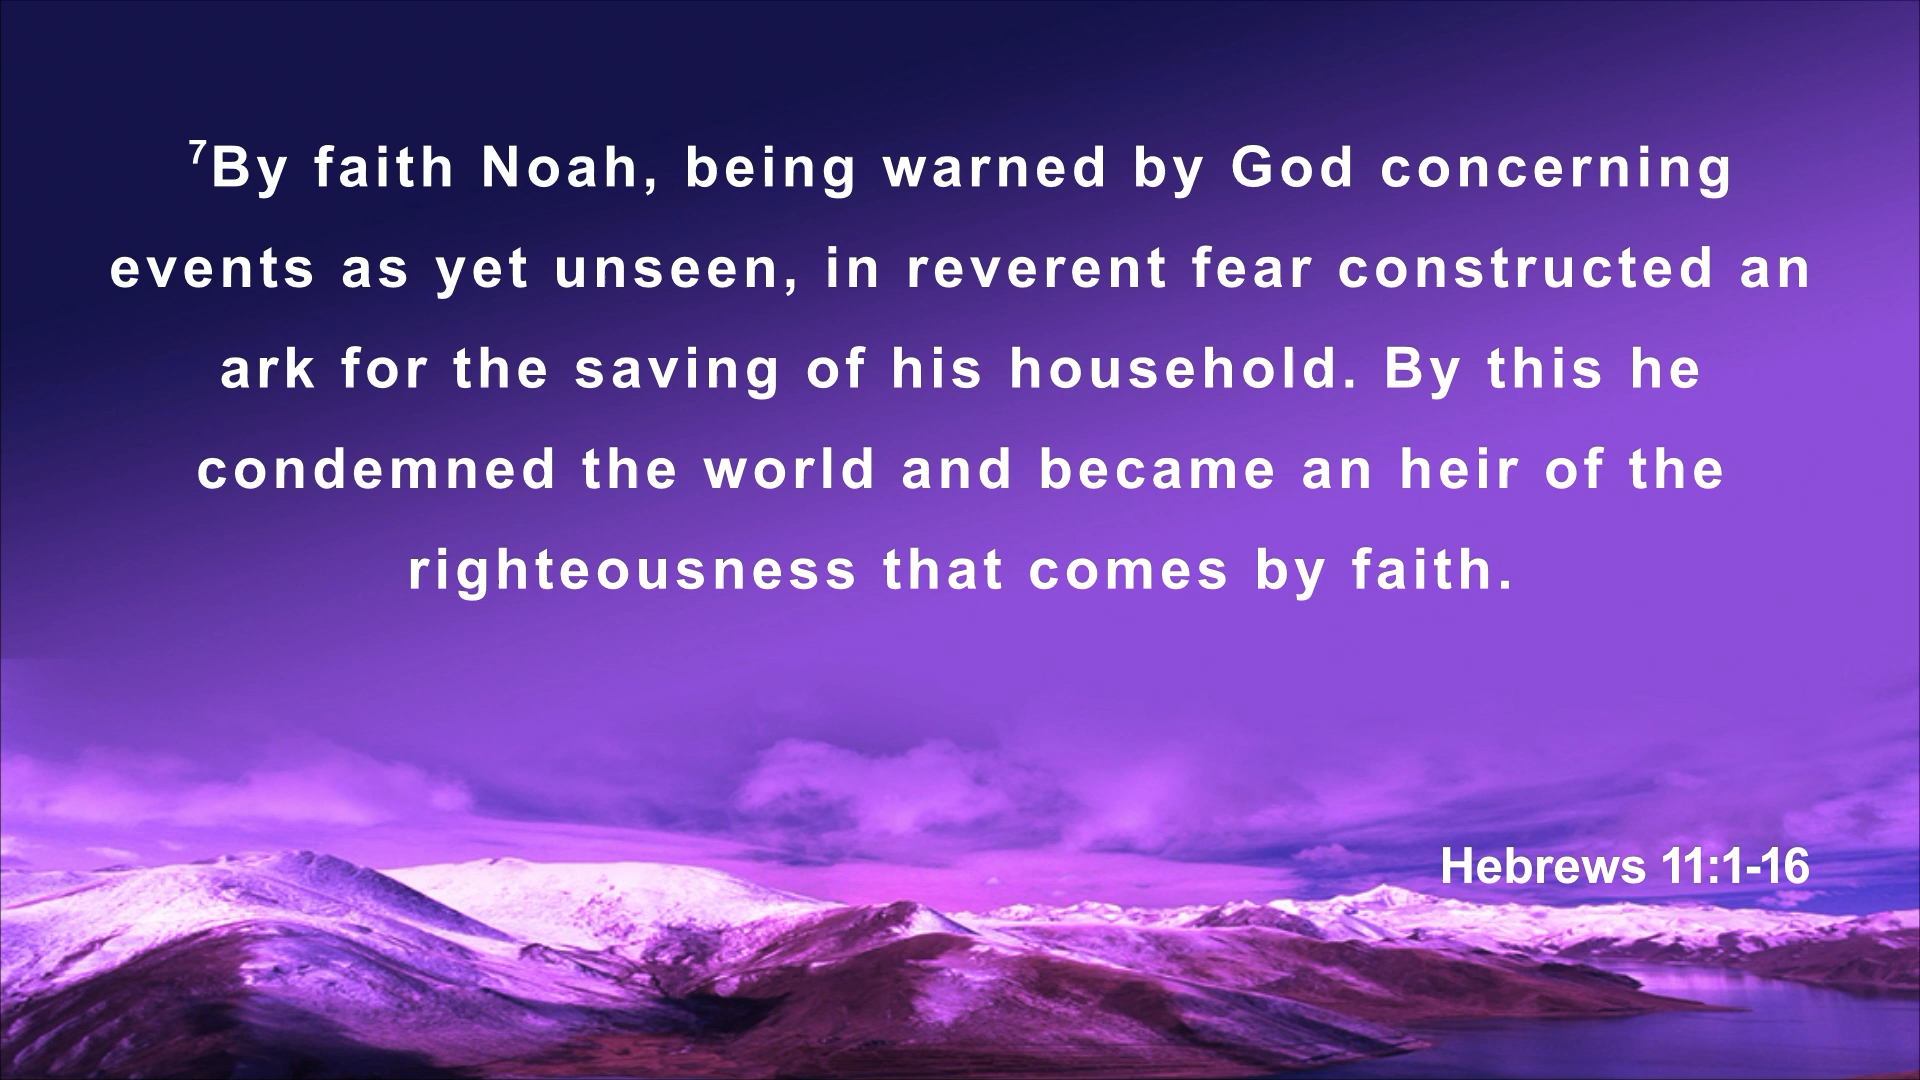 ⁷By faith Noah, being warned by God concerning
events as yet unseen, in reverent fear constructed an
ark for the saving of his household. By this he
condemned the world and became an heir of the
righteousness that comes by faith.
Hebrews 11:1-16